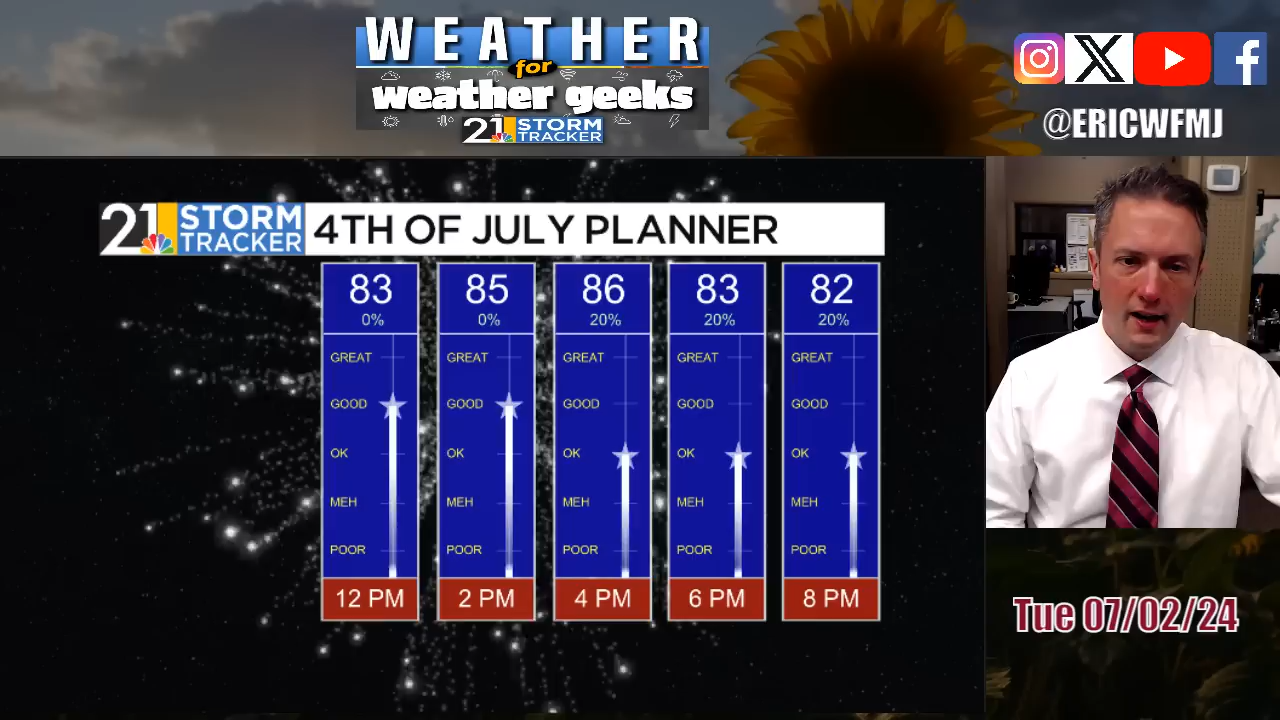 WEATHER
for
weather geeks
21 STORM
TRACKER
@ERICWFMJ
21 STORM
TRACKER
4TH OF JULY PLANNER
83 85 86 83 82
0% 0% 20% 20% 20%
GREAT GREAT GREAT GREAT GREAT
GOOD GOOD GOOD GOOD GOOD
OK OK OK OK OK
MEH MEH MEH MEH MEH
POOR POOR POOR POOR POOR
12 PM 2 PM 4 PM 6 PM 8 PM
Tue 07/02/24